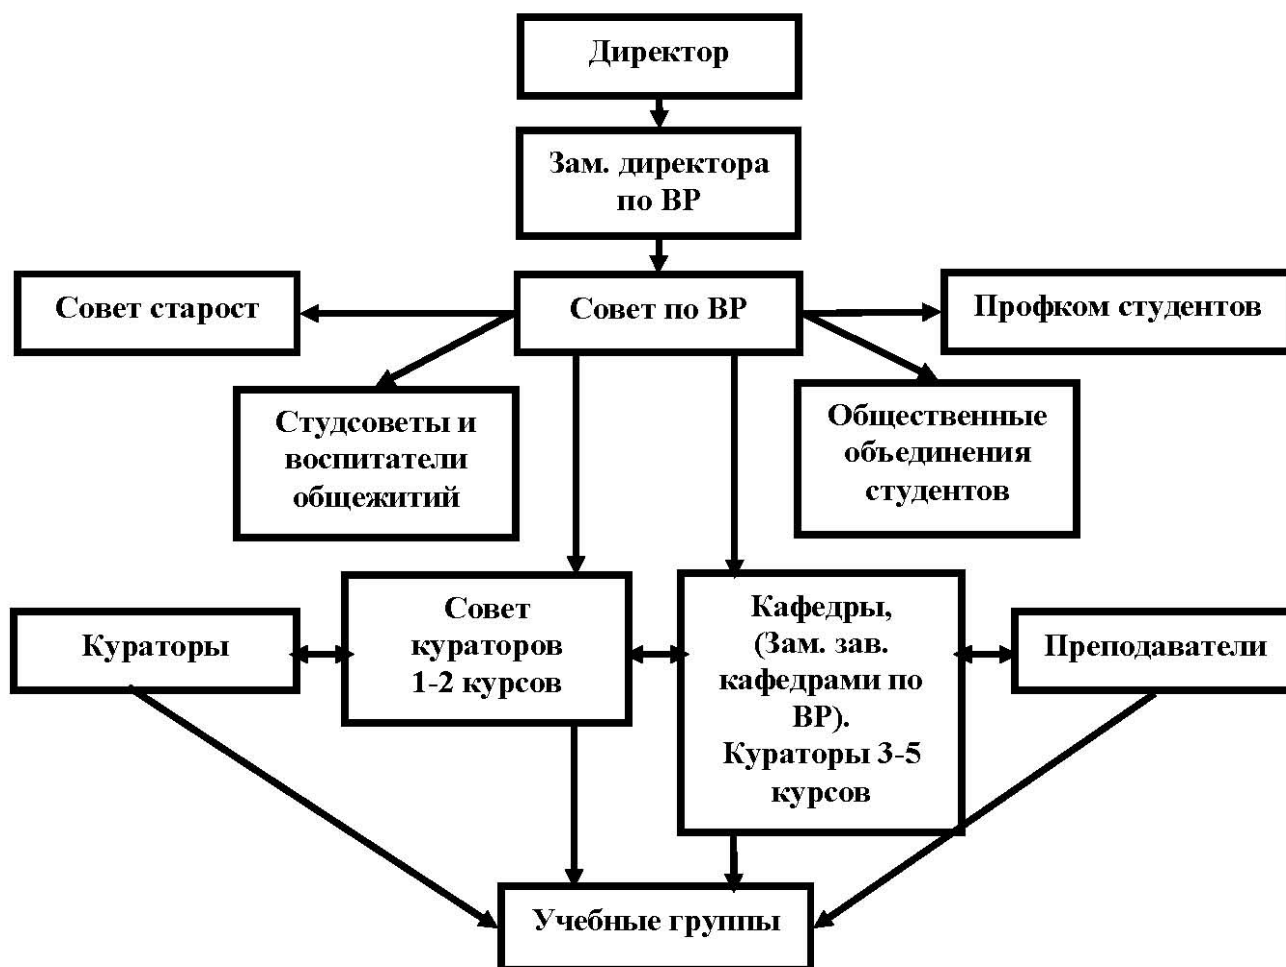 Директор
Зам. директора
по ВР
Совет старост
Совет по ВР
Профком студентов
Студсоветы и
воспитатели
общежитий
Общественные
объединения
студентов
Кураторы
Совет
кураторов
1-2 курсов
Кафедры,
(Зам. зав.
кафедрами по
ВР).
Кураторы 3-5
курсов
Преподаватели
Учебные группы